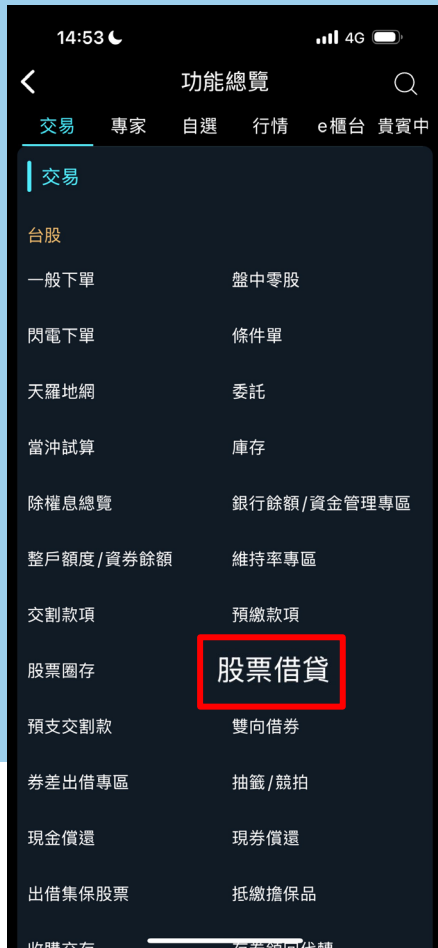 14:53 4G
功能總覽
交易 專家 自選 行情 e櫃台 貴賓中
交易
台股
一般下單 盤中零股
閃電下單 條件單
天羅地網 委託
當沖試算 庫存
除權息總覽 銀行餘額/資金管理專區
整戶額度/資券餘額 維持率專區
交割款項 預繳款項
股票圈存 股票借貸
預支交割款 雙向借券
券差出借專區 抽籤/競拍
現金償還 現券償還
出借集保股票 抵繳擔保品